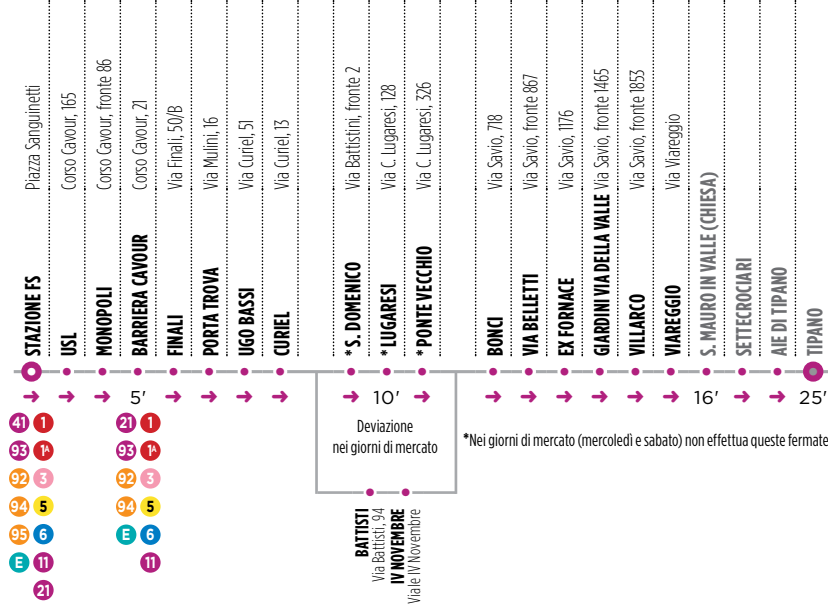 STAZIONE FS Piazza Sanguinetti
USL Corso Cavour, 165
MONOPOLI Corso Cavour, fronte 86
BARRIERA CAVOUR Corso Cavour, 21
FINALI Via Finali, 50/B
PORTA TROVA Via Mulini, 16
UGO BASSI Via Curiel, 51
CURIEL Via Curiel, 13
*S. DOMENICO Via Battistini, fronte 2
*LUGARESI Via C. Lugaresi, 128
*PONTE VECCHIO Via C. Lugaresi, 326
BONCI Via Savio, 718
VIA BELLETTI Via Savio, fronte 867
EX FORNACE Via Savio, 1176
GIARDINI VIA DELLA VALLE Via Savio, fronte 1465
VILLARCO Via Savio, fronte 1853
VIAREGGIO Via Viareggio
S. MAURO IN VALLE (CHIESA)
SETTECROCIARI
AIE DI TIPANO
TIPANO
5' 10' 16' 25'
41 1
93 1A
92 3
94 5
95 6
E 11
21
21 1
93 1A
92 3
94 5
E 6
11
Deviazione
nei giorni di mercato
*Nei giorni di mercato (mercoledì e sabato) non effettua queste fermate
BATTISTI
Via Battisti, 94
IV NOVEMBRE
Viale IV Novembre